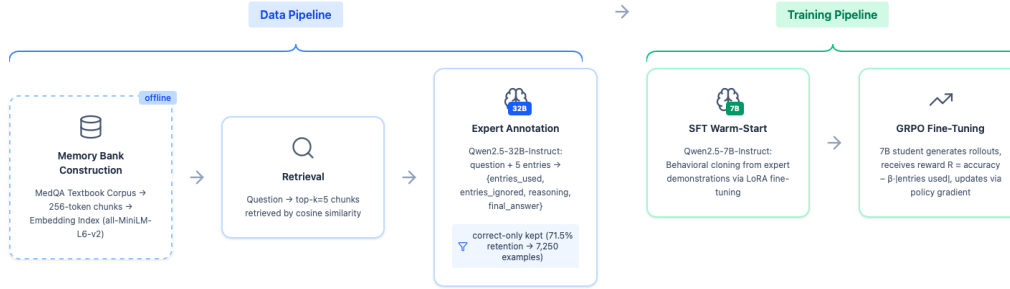 Data Pipeline
Training Pipeline
offline
Memory Bank
Construction
MedQA Textbook Corpus →
256-token chunks →
Embedding Index (all-MiniLM-
L6-v2)
Retrieval
Question → top-k=5 chunks
retrieved by cosine similarity
32B
Expert Annotation
Qwen2.5-32B-Instruct:
question + 5 entries →
{entries_used,
entries_ignored, reasoning,
final_answer}
correct-only kept (71.5%
retention → 7,250
examples)
7B
SFT Warm-Start
Qwen2.5-7B-Instruct:
Behavioral cloning from expert
demonstrations via LoRA fine-
tuning
GRPO Fine-Tuning
7B student generates rollouts,
receives reward R = accuracy
– β·|entries used|, updates via
policy gradient